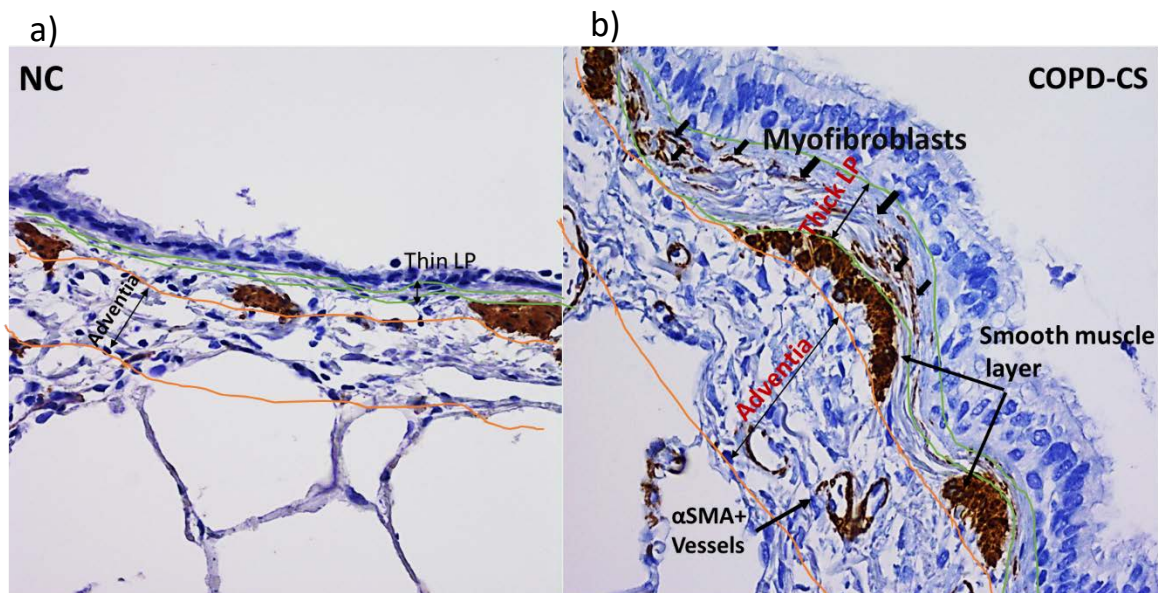 a)
NC
Adventia
Thin LP
b)
COPD-CS
Myofibroblasts
Thick LP
Adventia
Smooth muscle
layer
αSMA+
Vessels